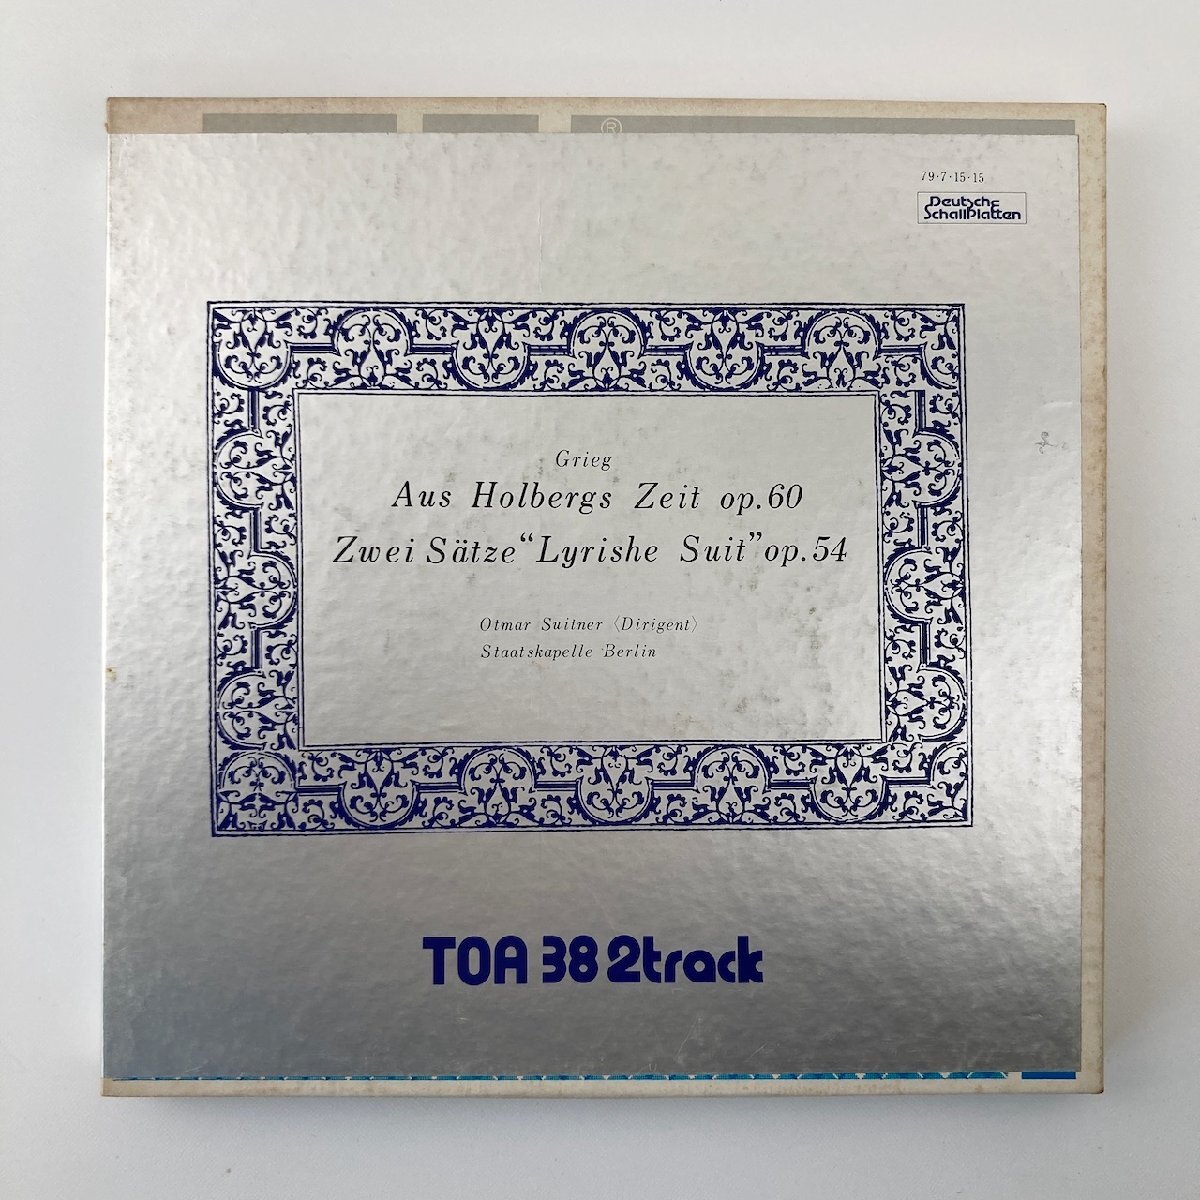 ®
79·7·15·15
Deutsche
SchallPlatten
Grieg
Aus Holbergs Zeit op.60
Zwei Sätze “Lyrishe Suit” op.54
Otmar Suitner 〈Dirigent〉
Staatskapelle Berlin
TOA 38 2track